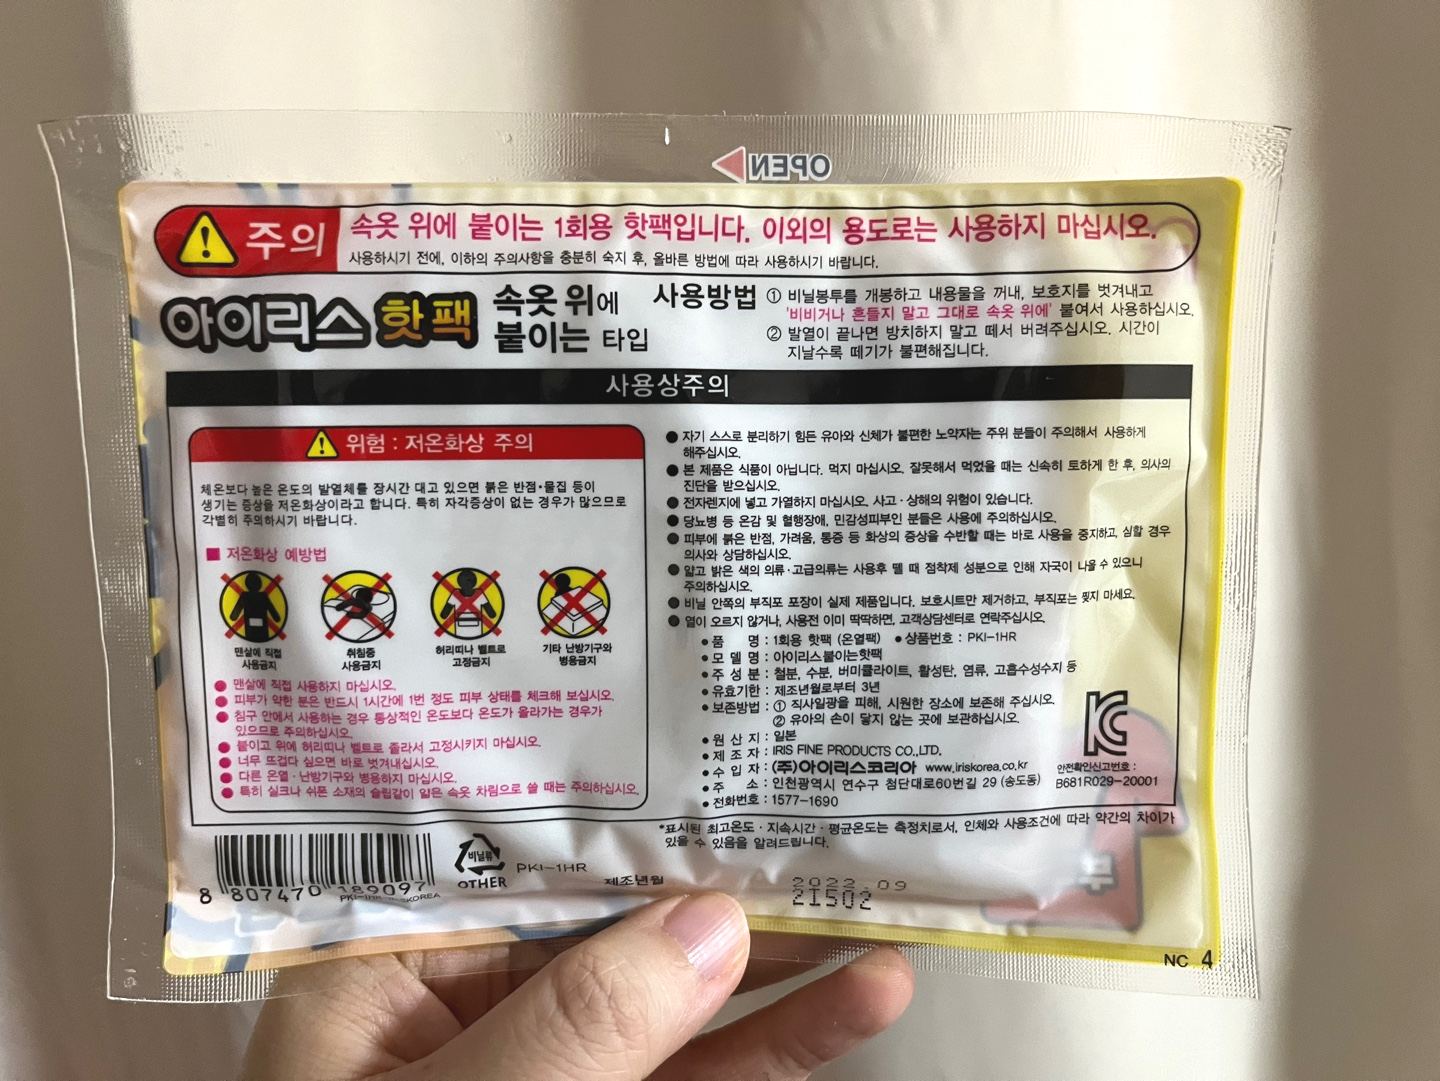 OPEN
주의
속옷 위에 붙이는 1회용 핫팩입니다. 이외의 용도로는 사용하지 마십시오.
사용하시기 전에, 이하의 주의사항을 충분히 숙지 후, 올바른 방법에 따라 사용하시기 바랍니다.
아이리스 핫팩
속옷 위에
붙이는 타입
사용방법
① 비닐봉투를 개봉하고 내용물을 꺼내, 보호지를 벗겨내고
'비비거나 흔들지 말고 그대로 속옷 위에' 붙여서 사용하십시오.
② 발열이 끝나면 방치하지 말고 떼서 버려주십시오. 시간이
지날수록 떼기가 불편해집니다.
사용상주의
위험 : 저온화상 주의
체온보다 높은 온도의 발열체를 장시간 대고 있으면 붉은 반점·물집 등이
생기는 증상을 저온화상이라고 합니다. 특히 자각증상이 없는 경우가 많으므로
각별히 주의하시기 바랍니다.
■ 저온화상 예방법
맨살에 직접
사용금지
취침중
사용금지
허리띠나 벨트로
고정금지
기타 난방기구와
병용금지
● 맨살에 직접 사용하지 마십시오.
● 피부가 약한 분은 반드시 1시간에 1번 정도 피부 상태를 체크해 보십시오.
● 침구 안에서 사용하는 경우 통상적인 온도보다 온도가 올라가는 경우가
있으므로 주의하십시오.
● 붙이고 위에 허리띠나 벨트로 졸라서 고정시키지 마십시오.
● 너무 뜨겁다 싶으면 바로 벗겨내십시오.
● 다른 온열·난방기구와 병용하지 마십시오.
● 특히 실크나 쉬폰 소재의 슬립같이 얇은 속옷 차림으로 쓸 때는 주의하십시오.
● 자기 스스로 분리하기 힘든 유아와 신체가 불편한 노약자는 주위 분들이 주의해서 사용하게
해주십시오.
● 본 제품은 식품이 아닙니다. 먹지 마십시오. 잘못해서 먹었을 때는 신속히 토하게 한 후, 의사의
진단을 받으십시오.
● 전자렌지에 넣고 가열하지 마십시오. 사고·상해의 위험이 있습니다.
● 당뇨병 등 온감 및 혈행장애, 민감성피부인 분들은 사용에 주의하십시오.
● 피부에 붉은 반점, 가려움, 통증 등 화상의 증상을 수반할 때는 바로 사용을 중지하고, 심할 경우
의사와 상담하십시오.
● 얇고 밝은 색의 의류·고급의류는 사용후 뗄 때 점착제 성분으로 인해 자국이 나올 수 있으니
주의하십시오.
● 비닐 안쪽의 부직포 포장이 실제 제품입니다. 보호시트만 제거하고, 부직포는 찢지 마세요.
● 열이 오르지 않거나, 사용전 이미 딱딱하면, 고객상담센터로 연락주십시오.
• 품 명 : 1회용 핫팩 (온열팩) • 상품번호 : PKI-1HR
• 모 델 명 : 아이리스붙이는핫팩
• 주 성 분 : 철분, 수분, 버미큘라이트, 활성탄, 염류, 고흡수성수지 등
• 유효기한 : 제조년월로부터 3년
• 보존방법 : ① 직사일광을 피해, 시원한 장소에 보존해 주십시오.
② 유아의 손이 닿지 않는 곳에 보관하십시오.
• 원 산 지 : 일본
• 제 조 자 : IRIS FINE PRODUCTS CO.,LTD.
• 수 입 자 : (주)아이리스코리아 www.iriskorea.co.kr
• 주 소 : 인천광역시 연수구 첨단대로60번길 29 (송도동)
• 전화번호 : 1577-1690
안전확인신고번호 :
B681R029-20001
*표시된 최고온도·지속시간·평균온도는 측정치로서, 인체와 사용조건에 따라 약간의 차이가
있을 수 있음을 알려드립니다.
8 807470 189097
비닐류
OTHER
PKI-1HR
제조년월
2022.09
21502
부
NC 4